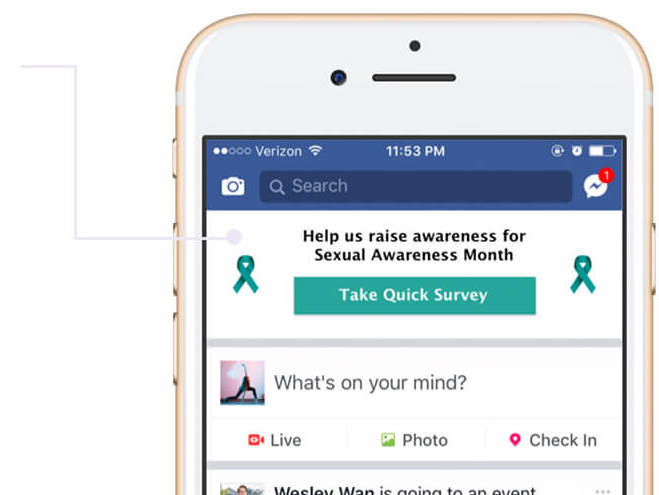 Verizon 11:53 PM
Search 1
Help us raise awareness for
Sexual Awareness Month
Take Quick Survey
What's on your mind?
Live Photo Check In
Wesley Wan is going to an event